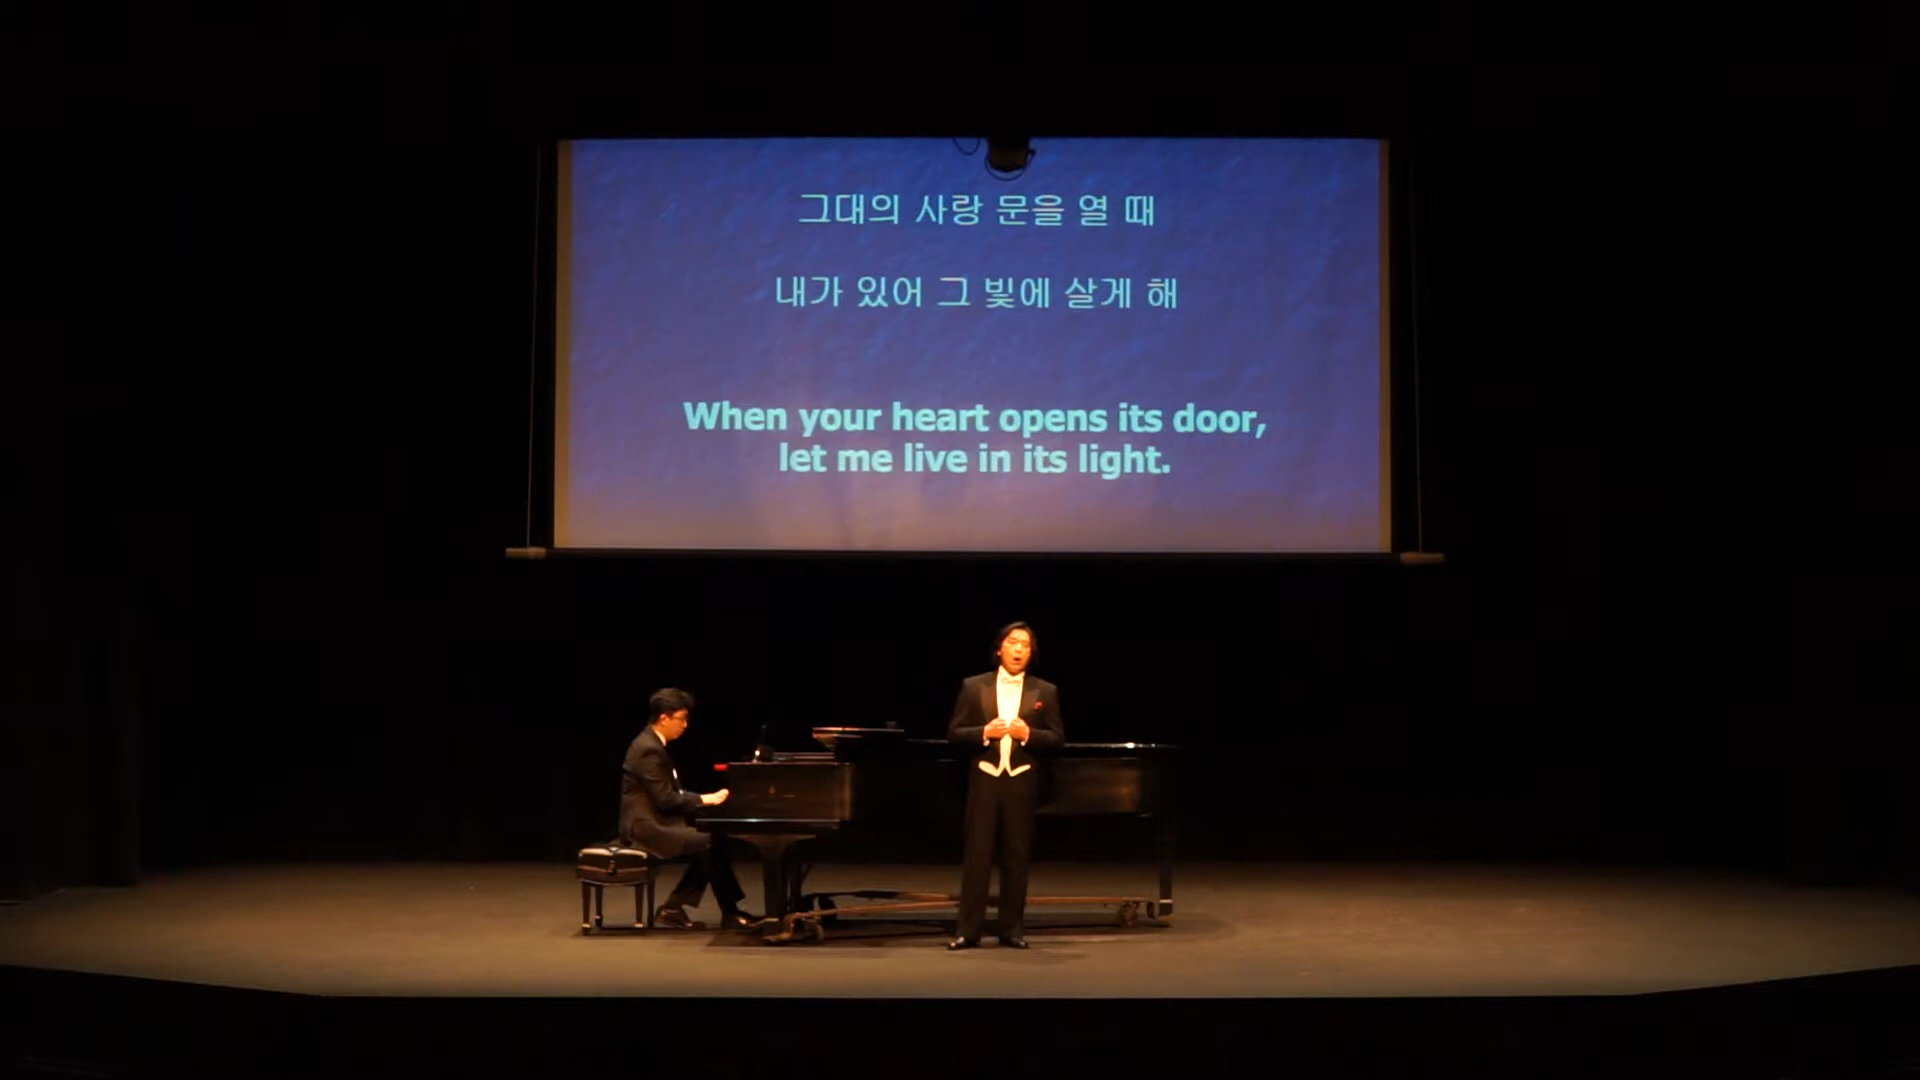 그대의 사랑 문을 열 때
내가 있어 그 빛에 살게 해
When your heart opens its door,
let me live in its light.